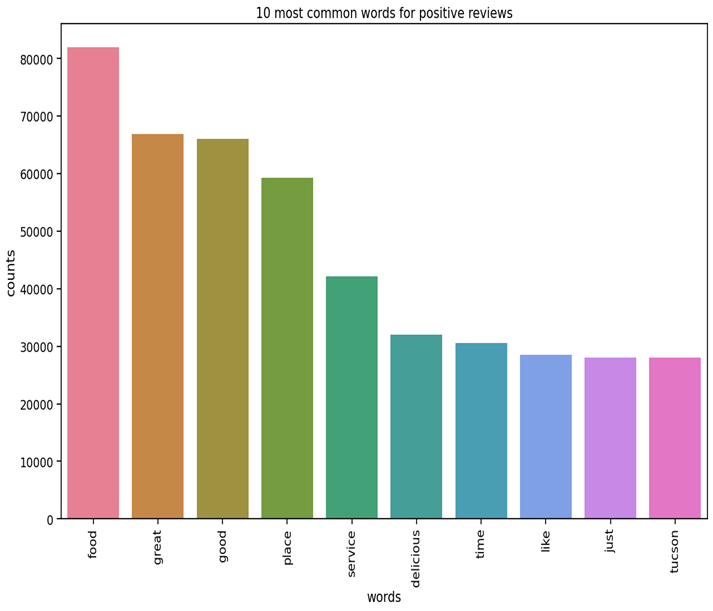 10 most common words for positive reviews
counts
80000
70000
60000
50000
40000
30000
20000
10000
0
food
great
good
place
service
delicious
time
like
just
tucson
words